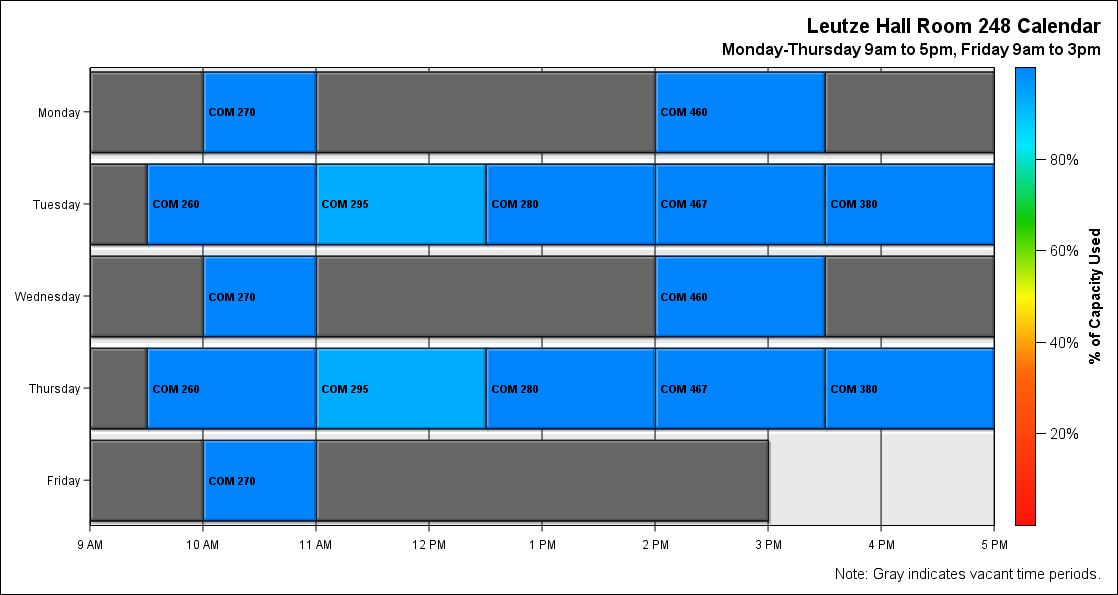 Leutze Hall Room 248 Calendar
Monday-Thursday 9am to 5pm, Friday 9am to 3pm
Monday
COM 270
COM 460
Tuesday
COM 260
COM 295
COM 280
COM 467
COM 380
Wednesday
COM 270
COM 460
Thursday
COM 260
COM 295
COM 280
COM 467
COM 380
Friday
COM 270
9 AM
10 AM
11 AM
12 PM
1 PM
2 PM
3 PM
4 PM
5 PM
80%
60%
40%
20%
% of Capacity Used
Note: Gray indicates vacant time periods.